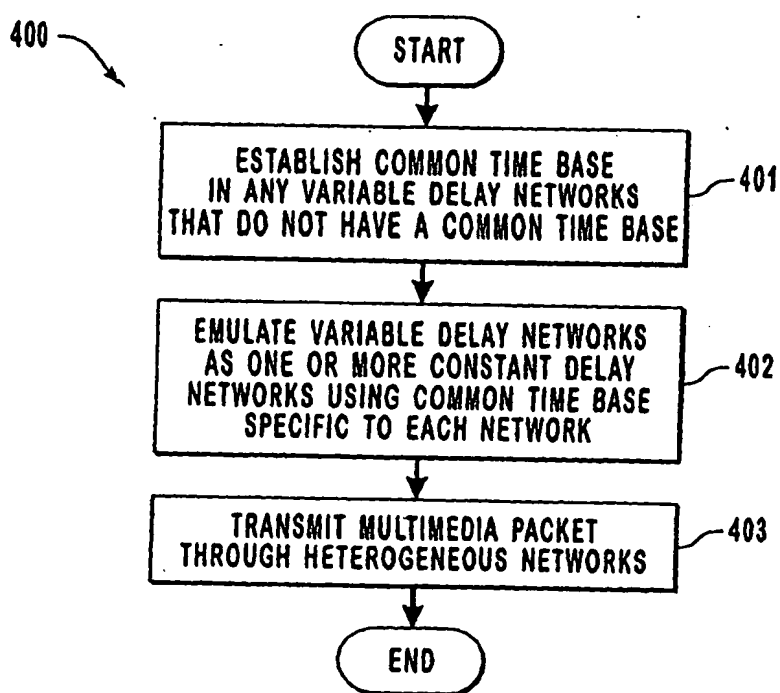 400
START
ESTABLISH COMMON TIME BASE
IN ANY VARIABLE DELAY NETWORKS
THAT DO NOT HAVE A COMMON TIME BASE
401
EMULATE VARIABLE DELAY NETWORKS
AS ONE OR MORE CONSTANT DELAY
NETWORKS USING COMMON TIME BASE
SPECIFIC TO EACH NETWORK
402
TRANSMIT MULTIMEDIA PACKET
THROUGH HETEROGENEOUS NETWORKS
403
END